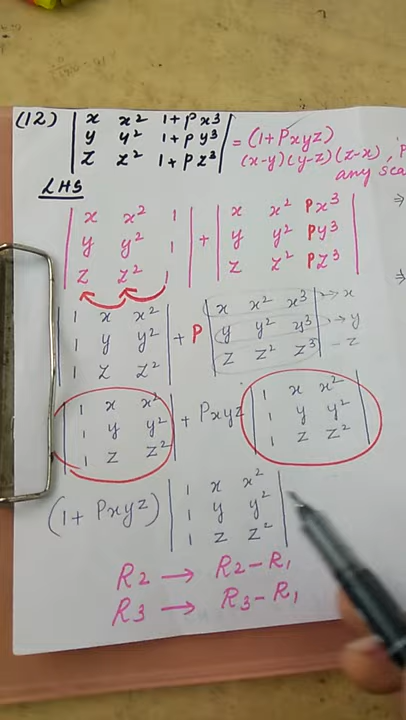 (12) | x x² 1+px³ |
| y y² 1+py³ | = (1+Pxyz)
| z z² 1+pz³ | (x-y)(y-z)(z-x), P
any sca
LHS
| x x² 1 | + | x x² Px³ |
| y y² 1 | | y y² Py³ |
| z z² 1 | | z z² Pz³ |
| 1 x x² | + P | x x² x³ | → x
| 1 y y² | | y y² y³ | → y
| 1 z z² | | z z² z³ | - z
| 1 x x² | + Pxyz | 1 x x² |
| 1 y y² | | 1 y y² |
| 1 z z² | | 1 z z² |
(1+Pxyz) | 1 x x² |
| 1 y y² |
| 1 z z² |
R2 → R2-R1
R3 → R3-R1